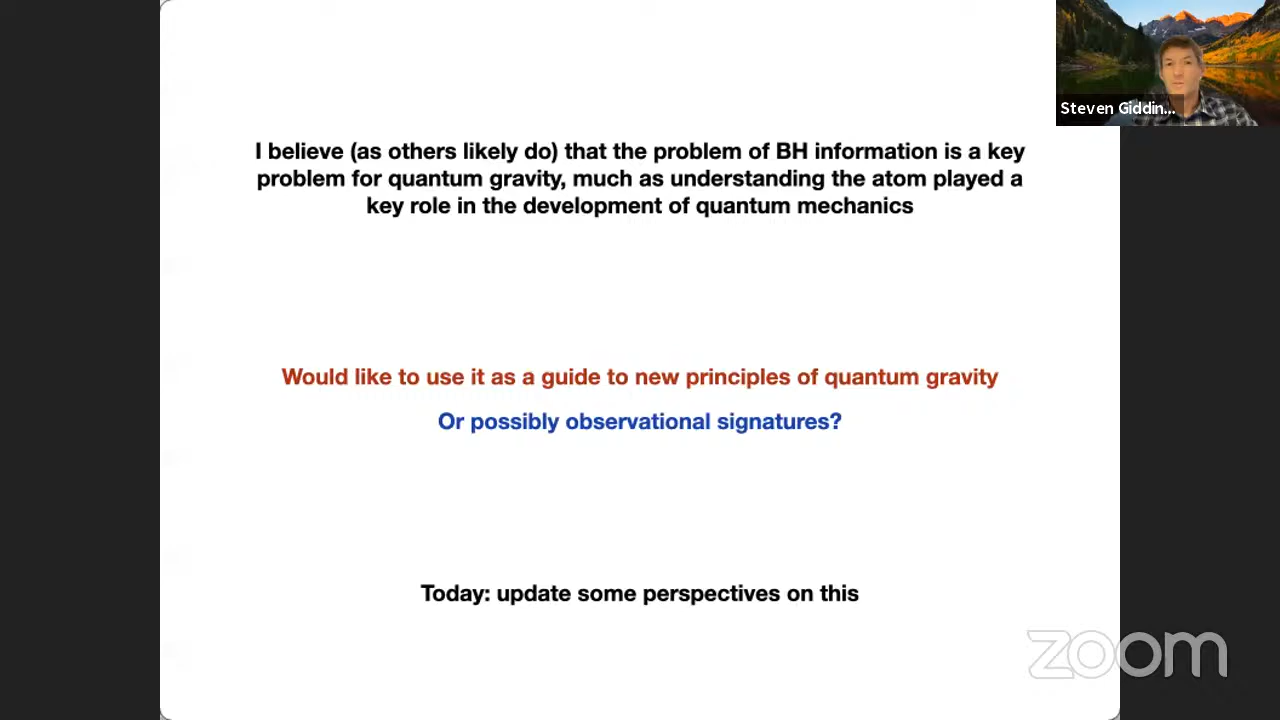 Steven Giddin...
I believe (as others likely do) that the problem of BH information is a key
problem for quantum gravity, much as understanding the atom played a
key role in the development of quantum mechanics
Would like to use it as a guide to new principles of quantum gravity
Or possibly observational signatures?
Today: update some perspectives on this
zoom